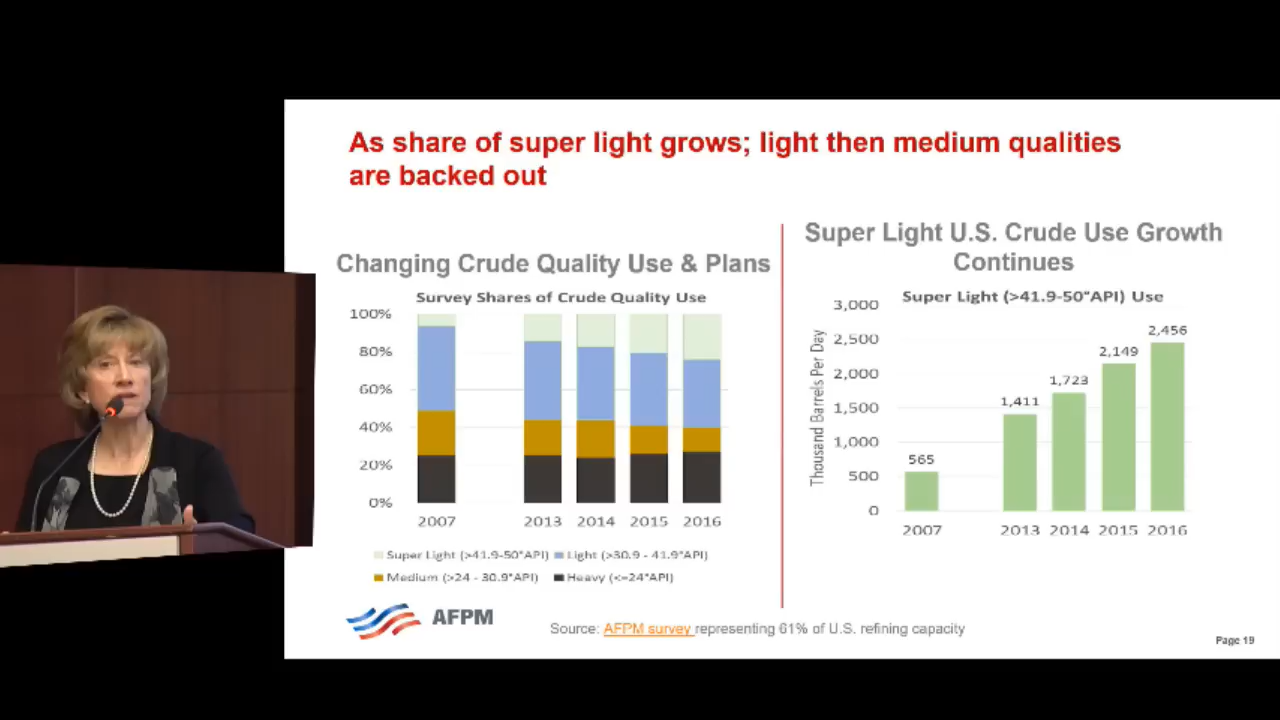 As share of super light grows; light then medium qualities
are backed out
Changing Crude Quality Use & Plans
Survey Shares of Crude Quality Use
100%
80%
60%
40%
20%
0%
2007
2013
2014
2015
2016
Super Light (>41.9-50°API)
Light (>30.9 - 41.9°API)
Medium (>24 - 30.9°API)
Heavy (<=24°API)
Super Light U.S. Crude Use Growth
Continues
Super Light (>41.9-50°API) Use
Thousand Barrels Per Day
3,000
2,500
2,000
1,500
1,000
500
0
565
1,411
1,723
2,149
2,456
2007
2013
2014
2015
2016
AFPM
Source: AFPM survey representing 61% of U.S. refining capacity
Page 19